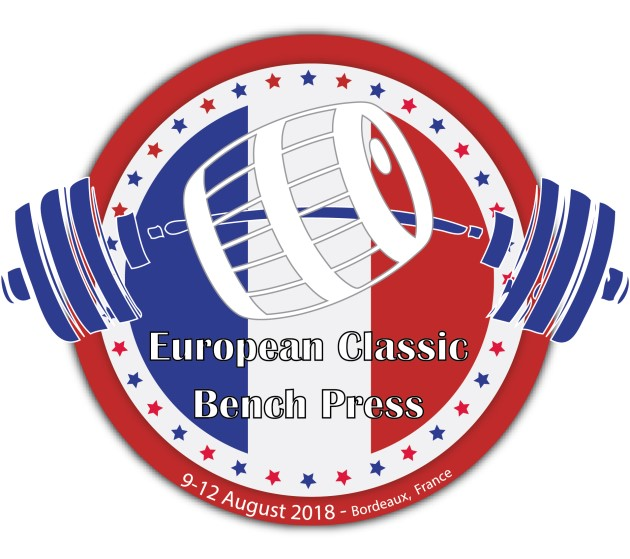 European Classic
Bench Press
9-12 August 2018 - Bordeaux, France